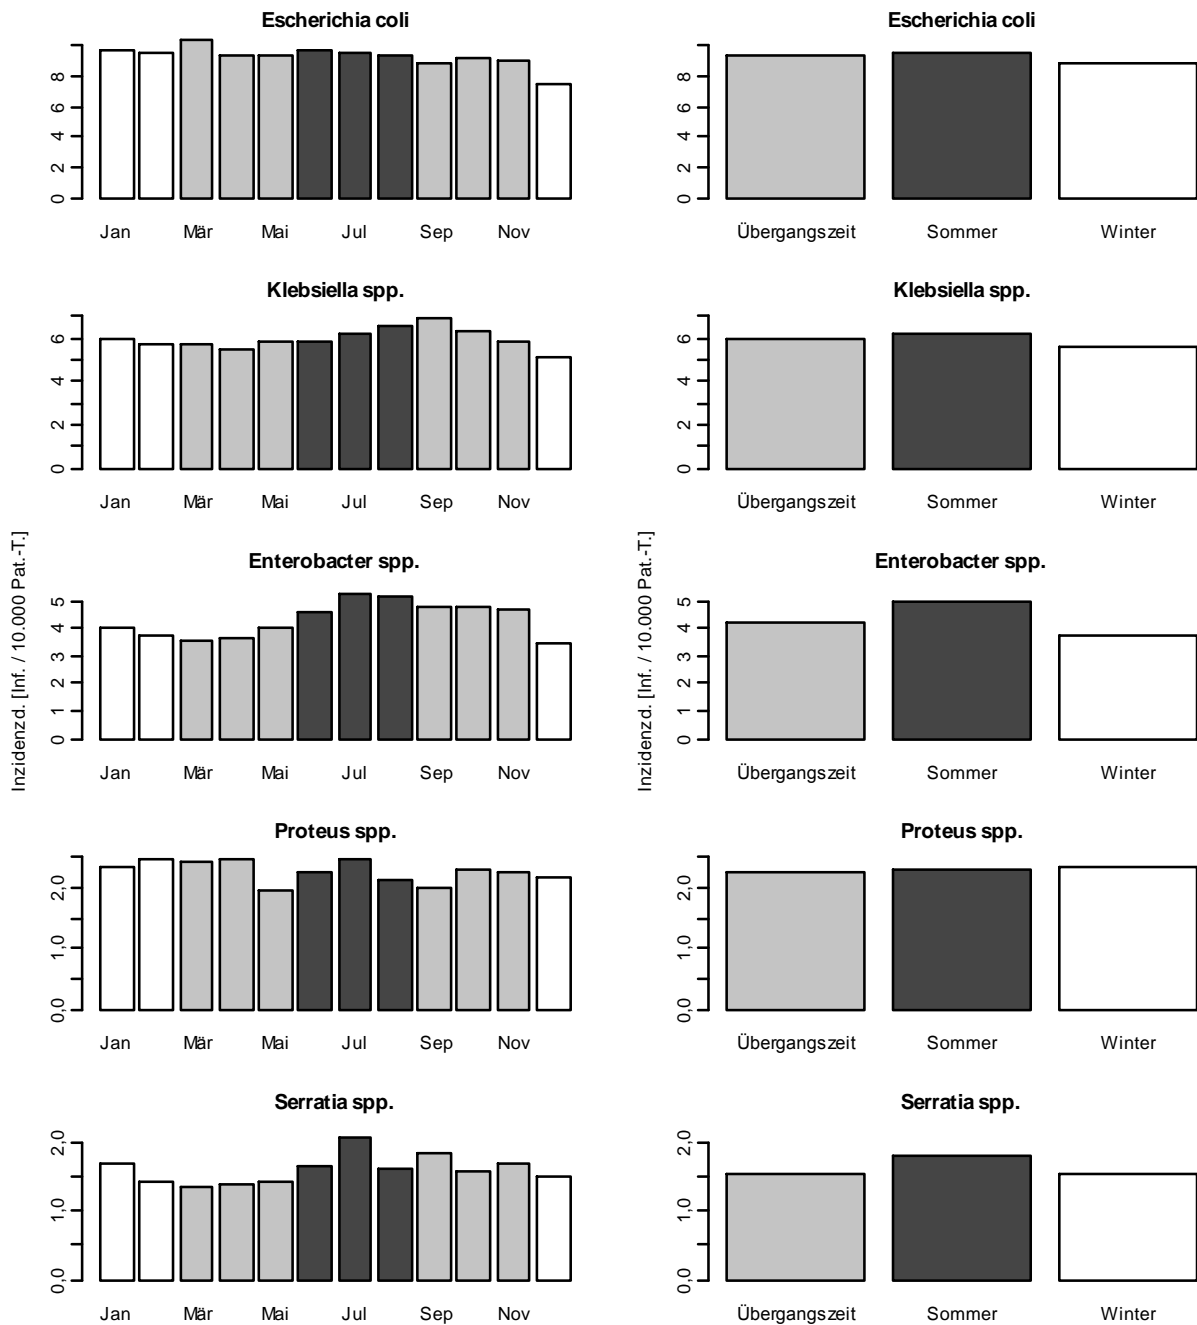 Escherichia coli
0 2 4 6 8
Jan Mär Mai Jul Sep Nov
Escherichia coli
0 2 4 6 8
Übergangszeit Sommer Winter
Klebsiella spp.
0 2 4 6
Jan Mär Mai Jul Sep Nov
Klebsiella spp.
0 2 4 6
Übergangszeit Sommer Winter
Inzidenzd. [Inf. / 10.000 Pat.-T.]
Enterobacter spp.
0 1 2 3 4 5
Jan Mär Mai Jul Sep Nov
Inzidenzd. [Inf. / 10.000 Pat.-T.]
Enterobacter spp.
0 1 2 3 4 5
Übergangszeit Sommer Winter
Proteus spp.
0,0 1,0 2,0
Jan Mär Mai Jul Sep Nov
Proteus spp.
0,0 1,0 2,0
Übergangszeit Sommer Winter
Serratia spp.
0,0 1,0 2,0
Jan Mär Mai Jul Sep Nov
Serratia spp.
0,0 1,0 2,0
Übergangszeit Sommer Winter